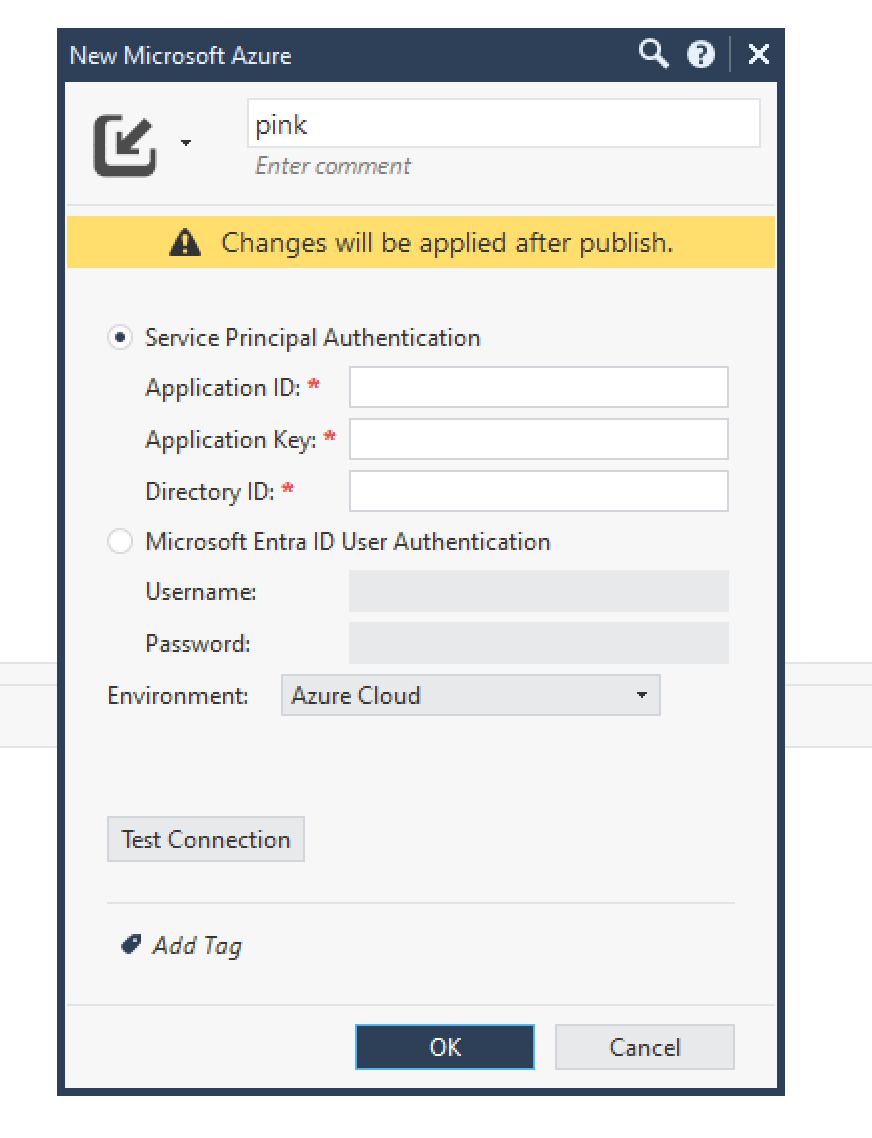 New Microsoft Azure
pink
Enter comment
Changes will be applied after publish.
Service Principal Authentication
Application ID: *
Application Key: *
Directory ID: *
Microsoft Entra ID User Authentication
Username:
Password:
Environment: Azure Cloud
Test Connection
Add Tag
OK Cancel